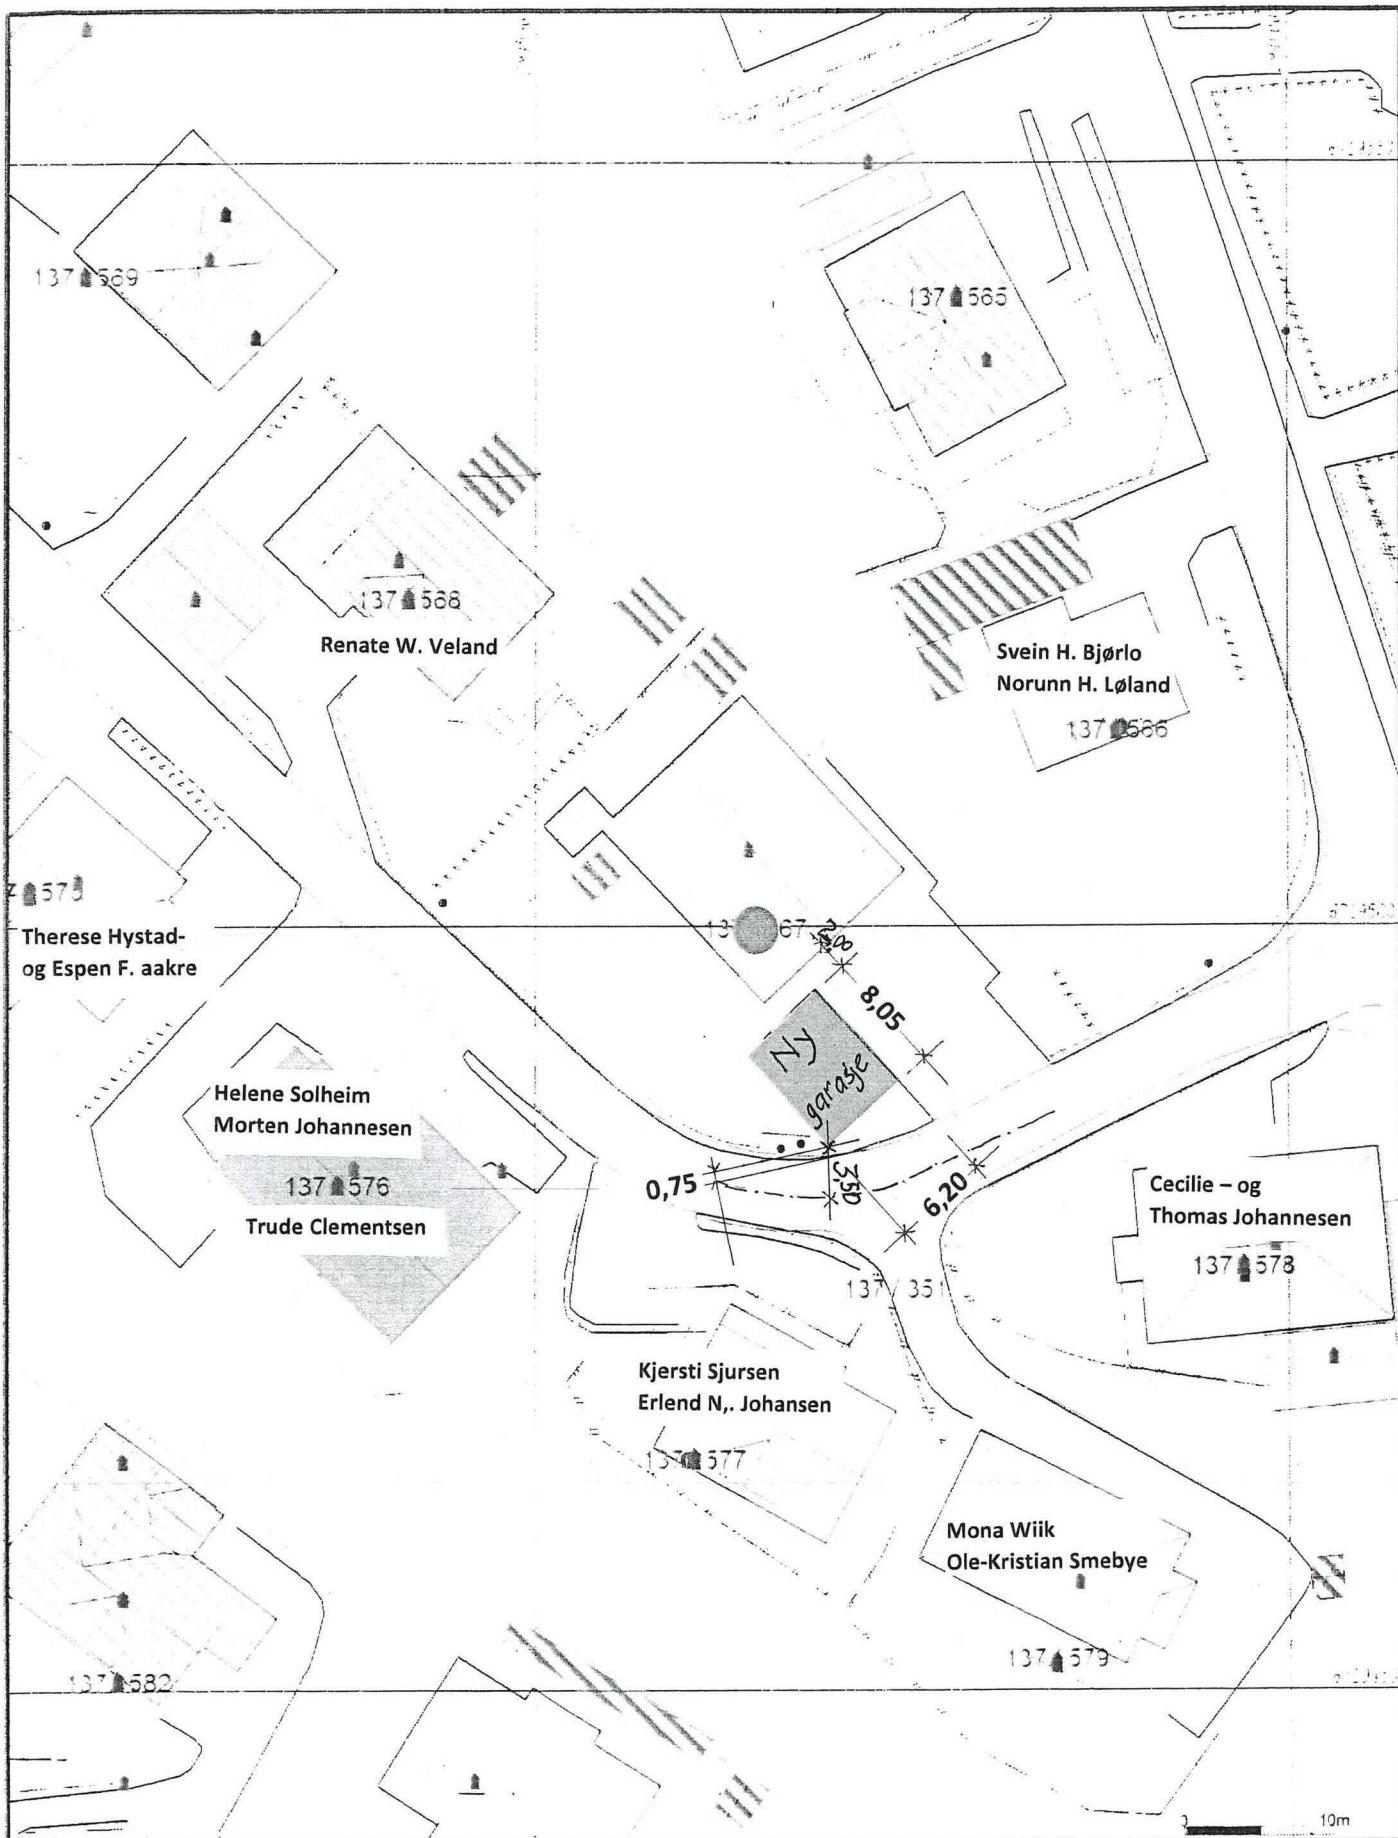 137 569
137 565
137 568
Renate W. Veland
Svein H. Bjørlo
Norunn H. Løland
137 566
Therese Hystad-
og Espen F. aakre
2,00
8,05
Ny
garasje
Helene Solheim
Morten Johannesen
137 576
Trude Clementsen
0,75
3,50
6,20
Cecilie – og
Thomas Johannesen
137 578
137 / 351
Kjersti Sjursen
Erlend N,. Johansen
137 577
Mona Wiik
Ole-Kristian Smebye
137 579
137 582
0 10m